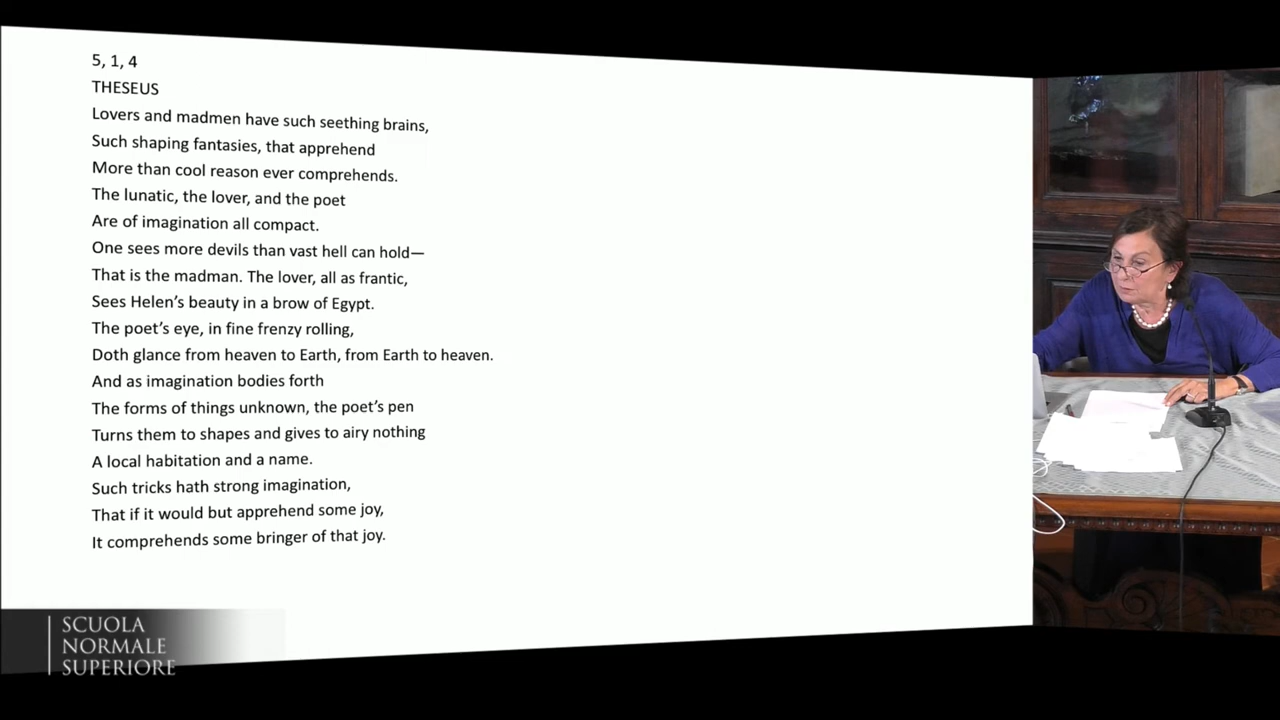 5, 1, 4
THESEUS
Lovers and madmen have such seething brains,
Such shaping fantasies, that apprehend
More than cool reason ever comprehends.
The lunatic, the lover, and the poet
Are of imagination all compact.
One sees more devils than vast hell can hold—
That is the madman. The lover, all as frantic,
Sees Helen’s beauty in a brow of Egypt.
The poet’s eye, in fine frenzy rolling,
Doth glance from heaven to Earth, from Earth to heaven.
And as imagination bodies forth
The forms of things unknown, the poet’s pen
Turns them to shapes and gives to airy nothing
A local habitation and a name.
Such tricks hath strong imagination,
That if it would but apprehend some joy,
It comprehends some bringer of that joy.
SCUOLA
NORMALE
SUPERIORE